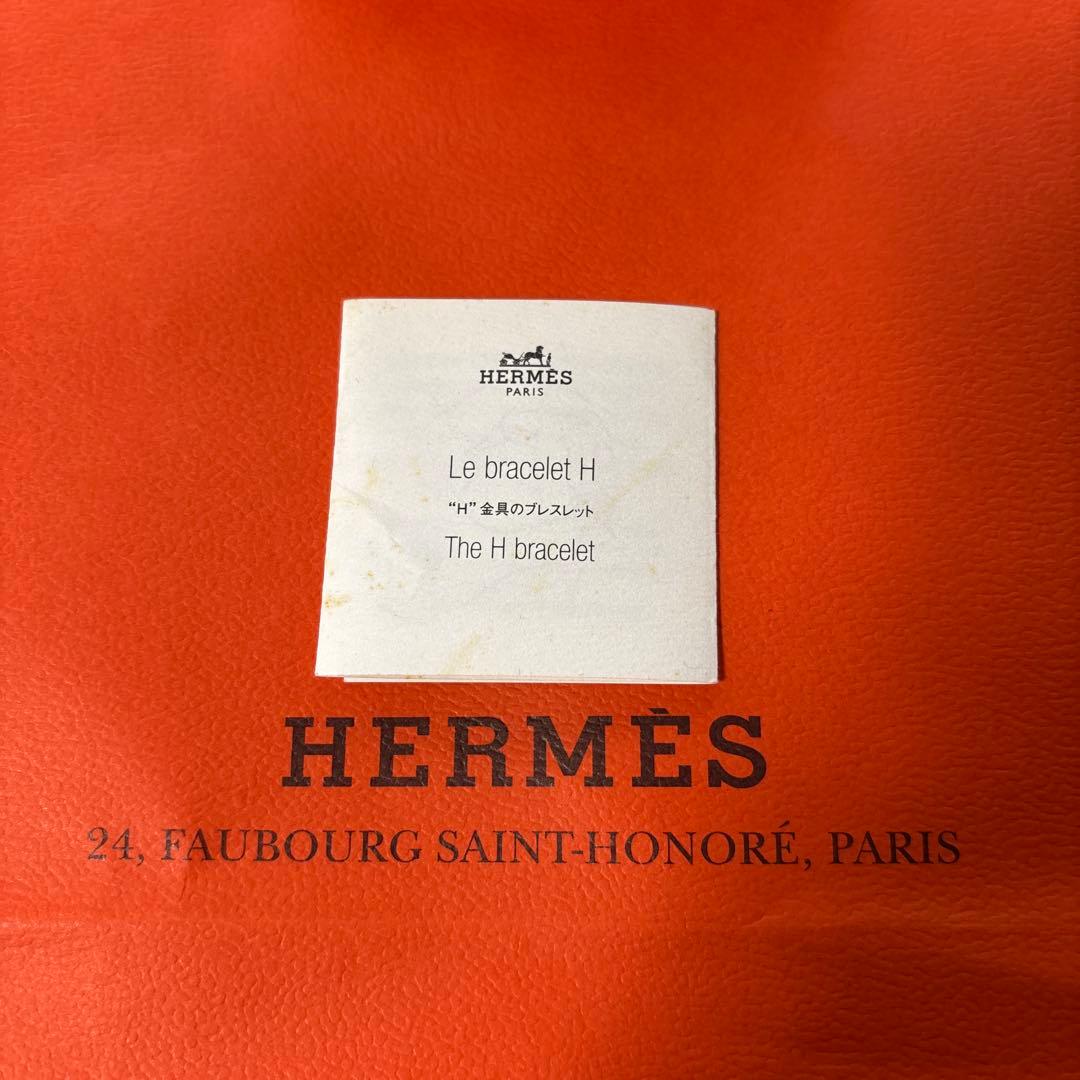 HERMÈS
PARIS
Le bracelet H
“H” 金具のブレスレット
The H bracelet
HERMÈS
24, FAUBOURG SAINT-HONORÉ, PARIS